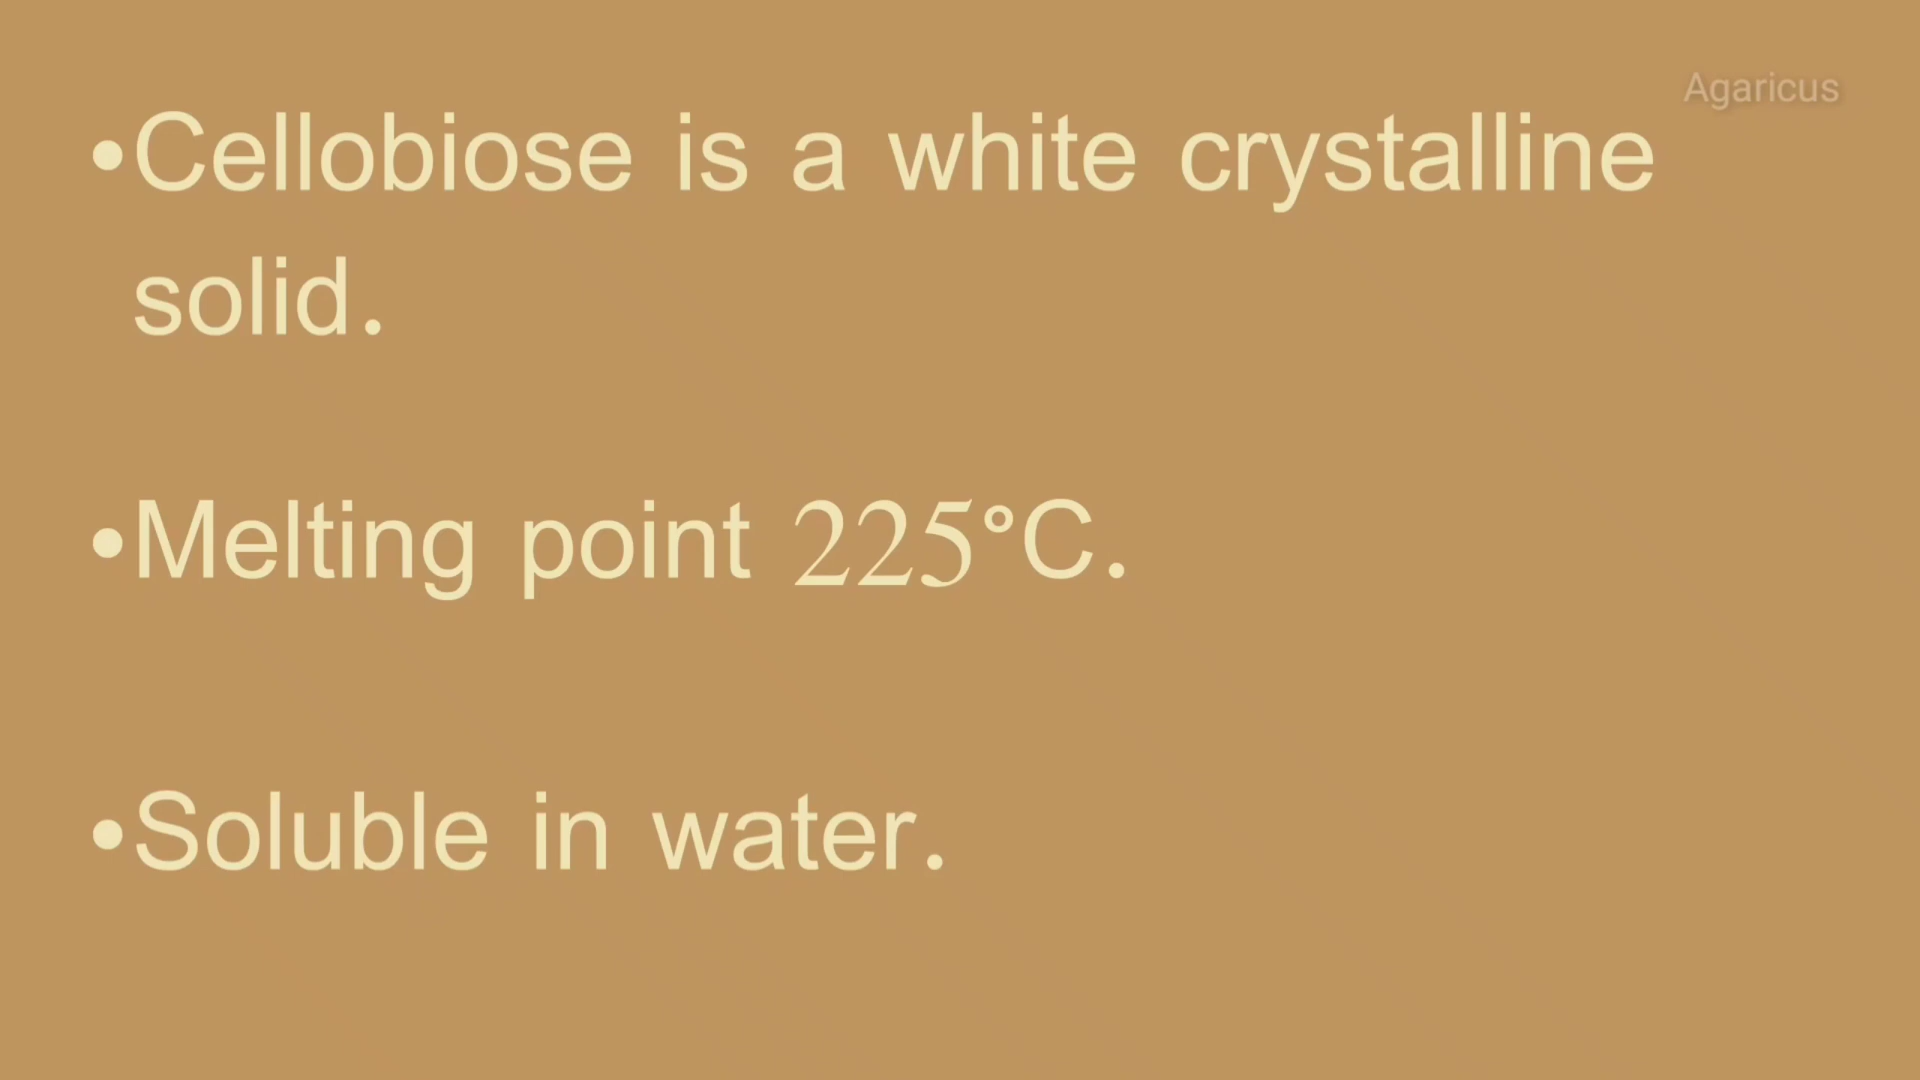 Agaricus
•Cellobiose is a white crystalline
solid.
•Melting point 225°C.
•Soluble in water.